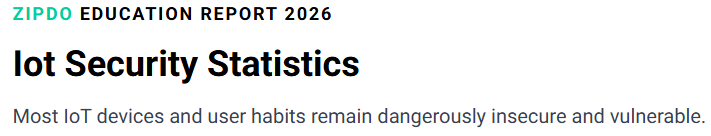 ZIPDO EDUCATION REPORT 2026
Iot Security Statistics
Most IoT devices and user habits remain dangerously insecure and vulnerable.